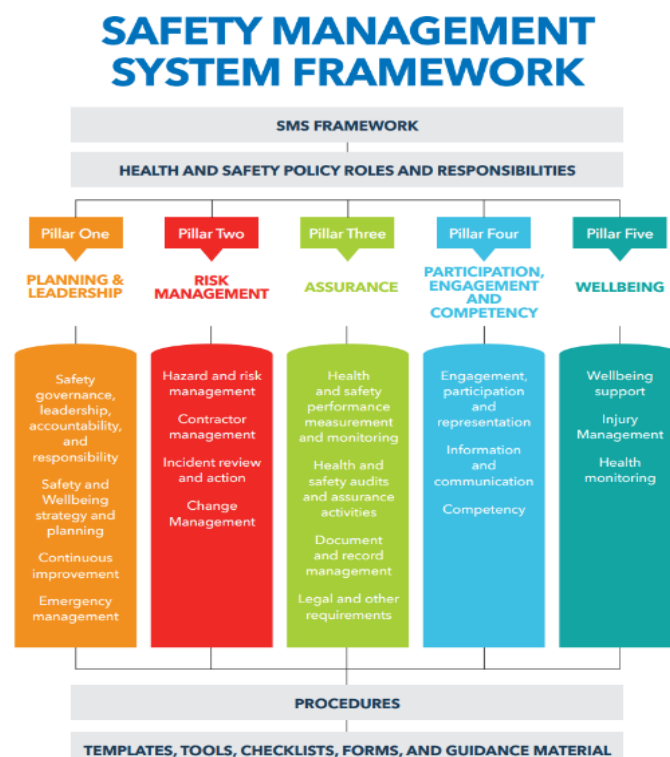 SAFETY MANAGEMENT
SYSTEM FRAMEWORK
SMS FRAMEWORK
HEALTH AND SAFETY POLICY ROLES AND RESPONSIBILITIES
Pillar One
PLANNING &
LEADERSHIP
Safety
governance,
leadership,
accountability,
and
responsibility
Safety and
Wellbeing
strategy and
planning
Continuous
improvement
Emergency
management
Pillar Two
RISK
MANAGEMENT
Hazard and risk
management
Contractor
management
Incident review
and action
Change
Management
Pillar Three
ASSURANCE
Health
and safety
performance
measurement
and monitoring
Health and
safety audits
and assurance
activities
Document
and record
management
Legal and other
requirements
Pillar Four
PARTICIPATION,
ENGAGEMENT
AND
COMPETENCY
Engagement,
participation
and
representation
Information
and
communication
Competency
Pillar Five
WELLBEING
Wellbeing
support
Injury
Management
Health
monitoring
PROCEDURES
TEMPLATES, TOOLS, CHECKLISTS, FORMS, AND GUIDANCE MATERIAL